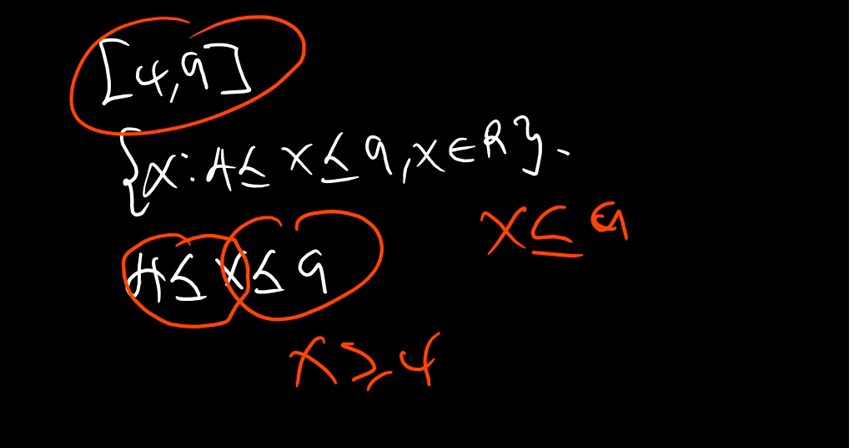 [4,9]
{x: 4 ≤ x ≤ 9, x ∈ R}.
x ≤ 9
4 ≤ x ≤ 9
x ≥ 4